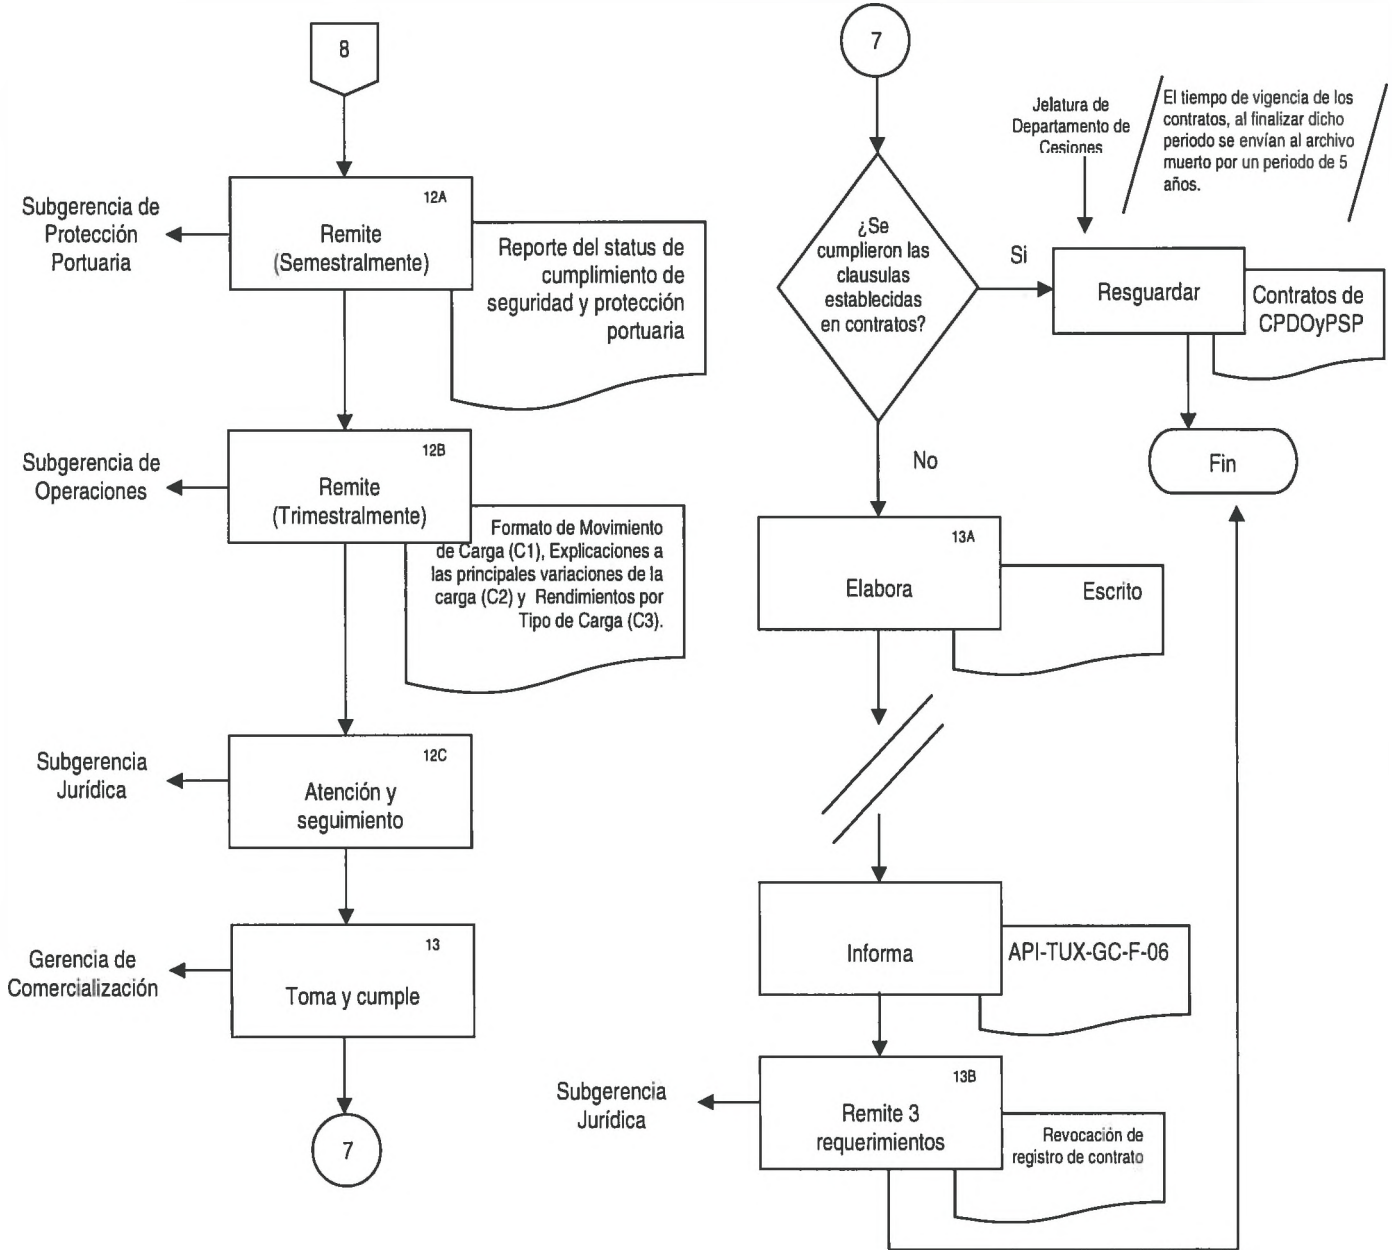 8
12A
Remite
(Semestralmente)
Subgerencia de
Protección
Portuaria
Reporte del status de
cumplimiento de
seguridad y protección
portuaria
12B
Remite
(Trimestralmente)
Subgerencia de
Operaciones
Formato de Movimiento
de Carga (C1), Explicaciones a
las principales variaciones de la
carga (C2) y Rendimientos por
Tipo de Carga (C3).
12C
Atención y
seguimiento
Subgerencia
Jurídica
13
Toma y cumple
Gerencia de
Comercialización
7
7
¿Se
cumplieron las
clausulas
establecidas
en contratos?
Si
Jelatura de
Departamento de
Cesiones
El tiempo de vigencia de los
contratos, al finalizar dicho
periodo se envían al archivo
muerto por un periodo de 5
años.
Resguardar
Contratos de
CPDOyPSP
Fin
No
13A
Elabora
Escrito
Informa
API-TUX-GC-F-06
13B
Remite 3
requerimientos
Subgerencia
Jurídica
Revocación de
registro de contrato